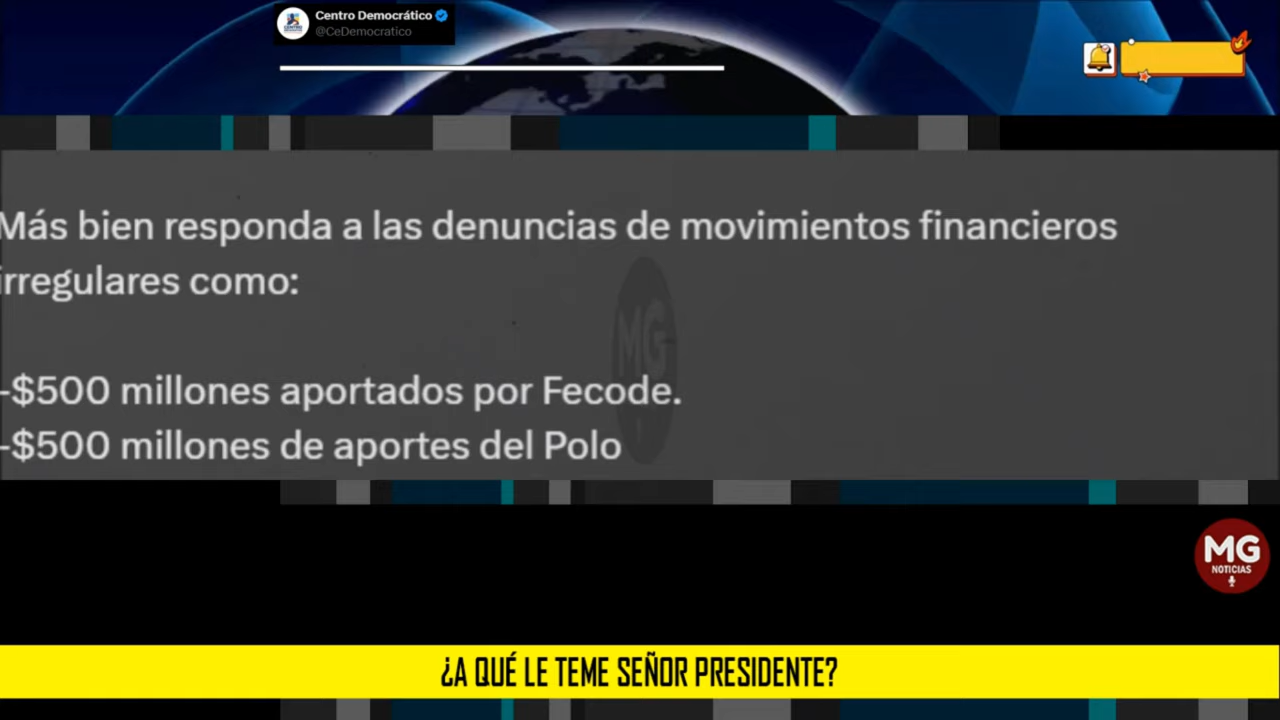 Centro Democrático
@CeDemocratico
Más bien responda a las denuncias de movimientos financieros
irregulares como:
-$500 millones aportados por Fecode.
-$500 millones de aportes del Polo
MG
MG
NOTICIAS
¿A QUÉ LE TEME SEÑOR PRESIDENTE?